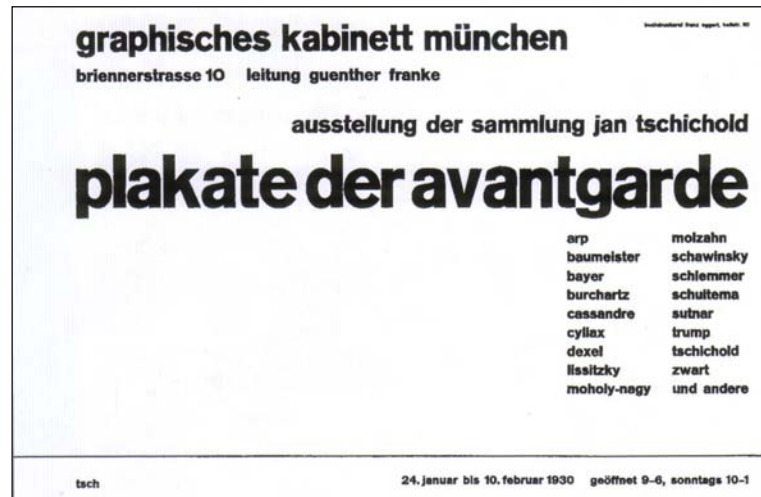 graphisches kabinett münchen
briennerstrasse 10 leitung guenther franke
ausstellung der sammlung jan tschichold
plakate der avantgarde
arp molzahn
baumeister schawinsky
bayer schlemmer
burchartz schuitema
cassandre sutnar
cyliax trump
dexel tschichold
lissitzky zwart
moholy-nagy und andere
tsch 24. januar bis 10. februar 1930 geöffnet 9-6, sonntags 10-1